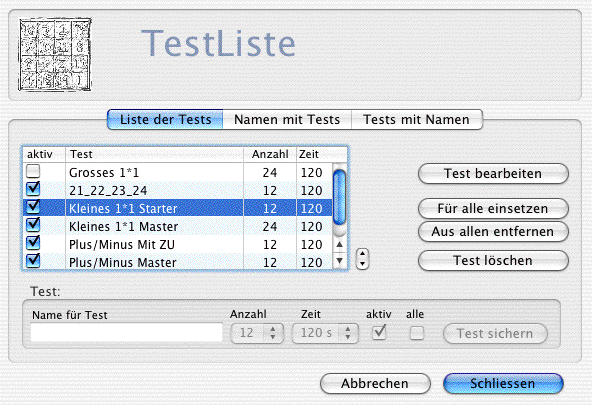 TestListe
Liste der Tests Namen mit Tests Tests mit Namen
aktiv Test Anzahl Zeit
Grosses 1*1 24 120
21_22_23_24 12 120
Kleines 1*1 Starter 12 120
Kleines 1*1 Master 24 120
Plus/Minus Mit ZU 12 120
Plus/Minus Master 12 120
Test bearbeiten
Für alle einsetzen
Aus allen entfernen
Test löschen
Test:
Name für Test Anzahl Zeit aktiv alle
12 120 s Test sichern
Abbrechen Schliessen